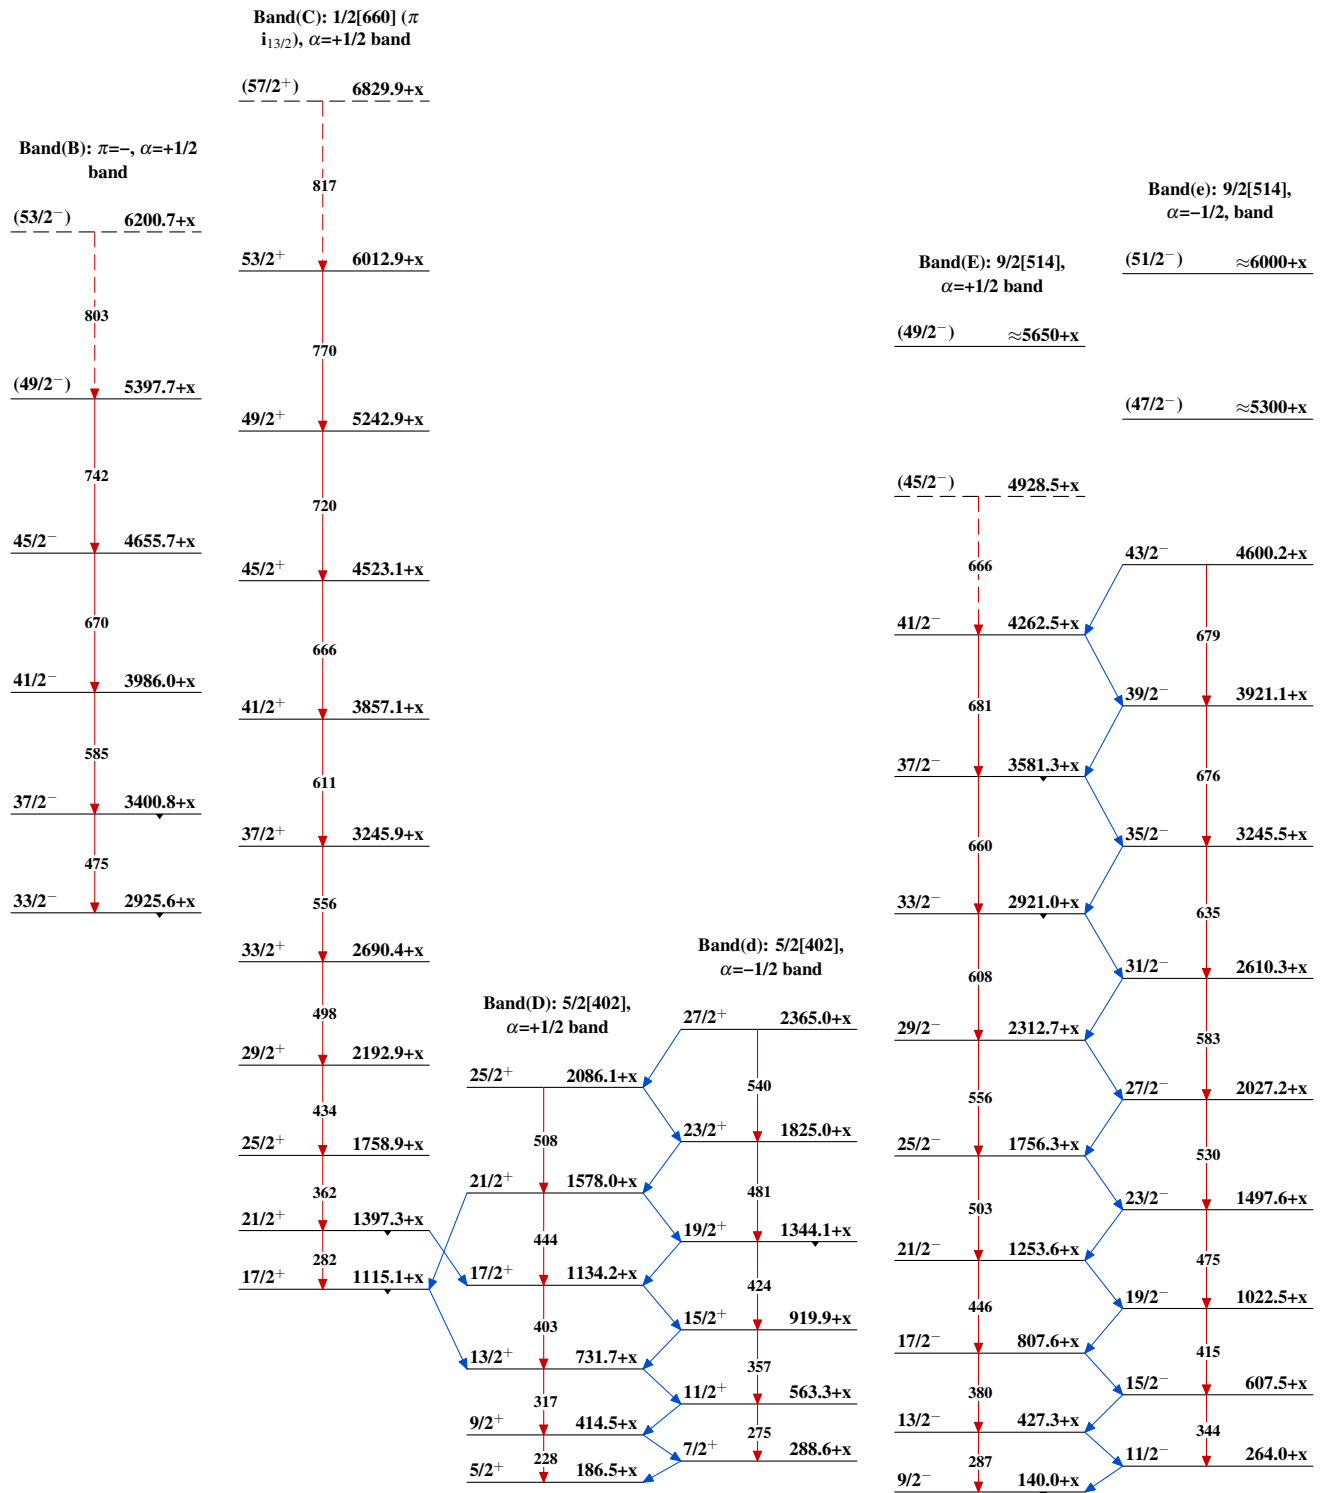 Band(B): π=−, α=+1/2
band
(53/2⁻) 6200.7+x
803
(49/2⁻) 5397.7+x
742
45/2⁻ 4655.7+x
670
41/2⁻ 3986.0+x
585
37/2⁻ 3400.8+x
475
33/2⁻ 2925.6+x
Band(C): 1/2[660] (π
i₁₃/₂), α=+1/2 band
(57/2⁺) 6829.9+x
817
53/2⁺ 6012.9+x
770
49/2⁺ 5242.9+x
720
45/2⁺ 4523.1+x
666
41/2⁺ 3857.1+x
611
37/2⁺ 3245.9+x
556
33/2⁺ 2690.4+x
498
29/2⁺ 2192.9+x
434
25/2⁺ 1758.9+x
362
21/2⁺ 1397.3+x
282
17/2⁺ 1115.1+x
Band(D): 5/2[402],
α=+1/2 band
25/2⁺ 2086.1+x
508
21/2⁺ 1578.0+x
444
17/2⁺ 1134.2+x
403
13/2⁺ 731.7+x
317
9/2⁺ 414.5+x
228
5/2⁺ 186.5+x
Band(d): 5/2[402],
α=−1/2 band
27/2⁺ 2365.0+x
540
23/2⁺ 1825.0+x
481
19/2⁺ 1344.1+x
424
15/2⁺ 919.9+x
357
11/2⁺ 563.3+x
275
7/2⁺ 288.6+x
Band(E): 9/2[514],
α=+1/2 band
(49/2⁻) ≈5650+x
(45/2⁻) 4928.5+x
666
41/2⁻ 4262.5+x
681
37/2⁻ 3581.3+x
660
33/2⁻ 2921.0+x
608
29/2⁻ 2312.7+x
556
25/2⁻ 1756.3+x
503
21/2⁻ 1253.6+x
446
17/2⁻ 807.6+x
380
13/2⁻ 427.3+x
287
9/2⁻ 140.0+x
Band(e): 9/2[514],
α=−1/2, band
(51/2⁻) ≈6000+x
(47/2⁻) ≈5300+x
43/2⁻ 4600.2+x
679
39/2⁻ 3921.1+x
676
35/2⁻ 3245.5+x
635
31/2⁻ 2610.3+x
583
27/2⁻ 2027.2+x
530
23/2⁻ 1497.6+x
475
19/2⁻ 1022.5+x
415
15/2⁻ 607.5+x
344
11/2⁻ 264.0+x